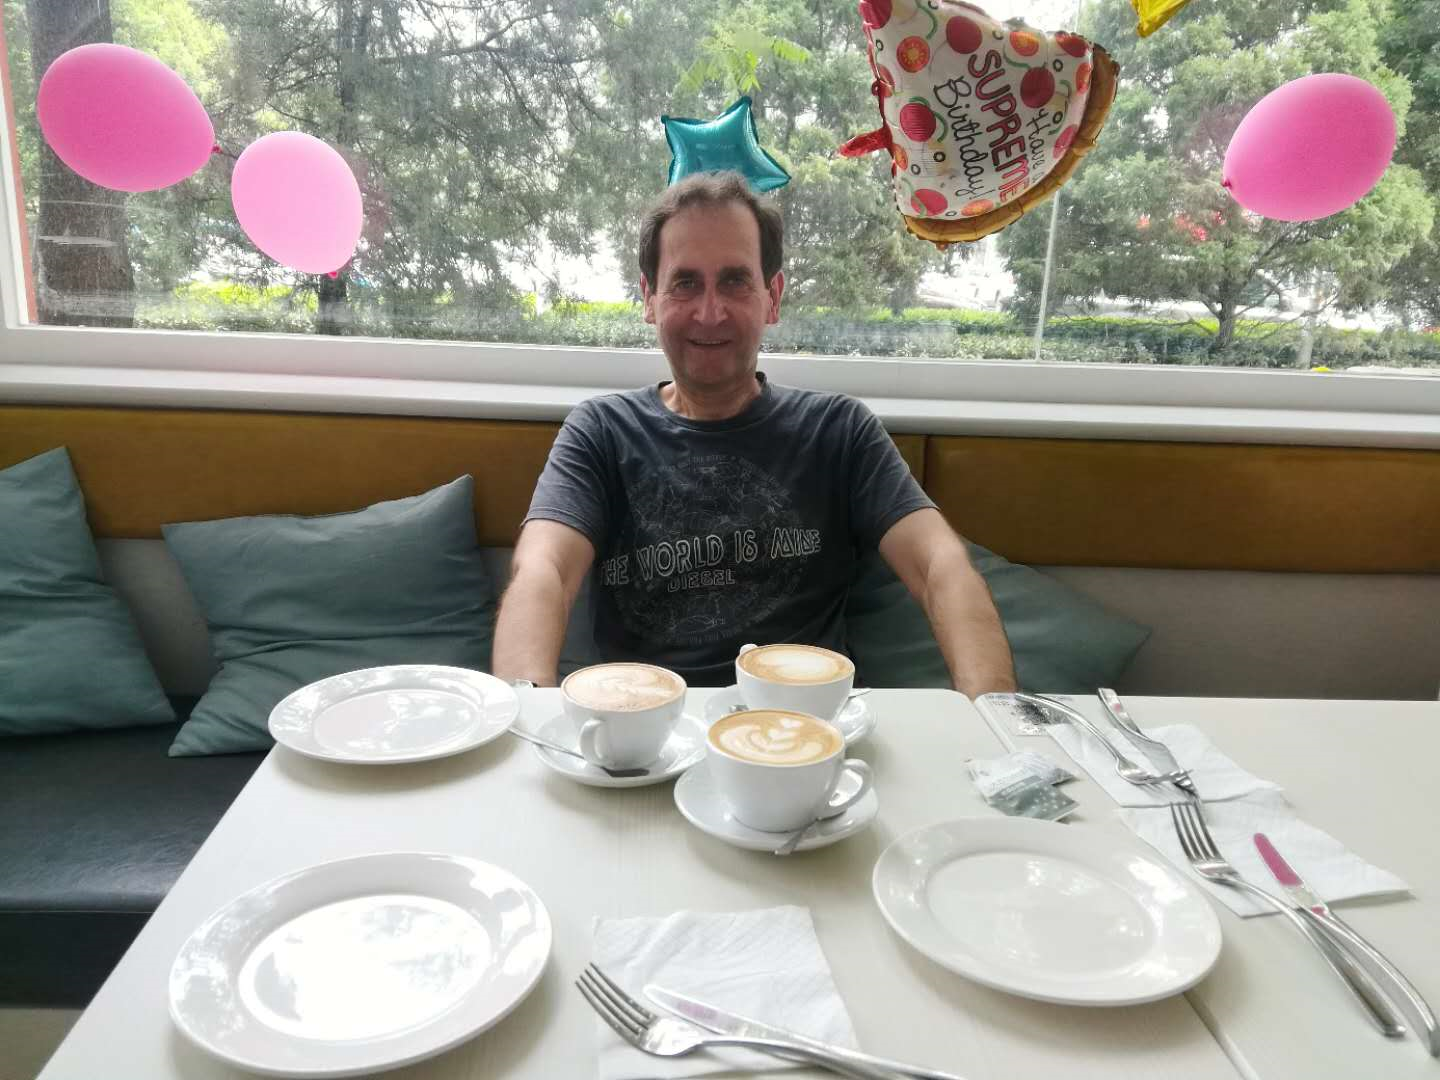 Have a
SUPREME
Birthday!
THE WORLD IS MINE
DIESEL